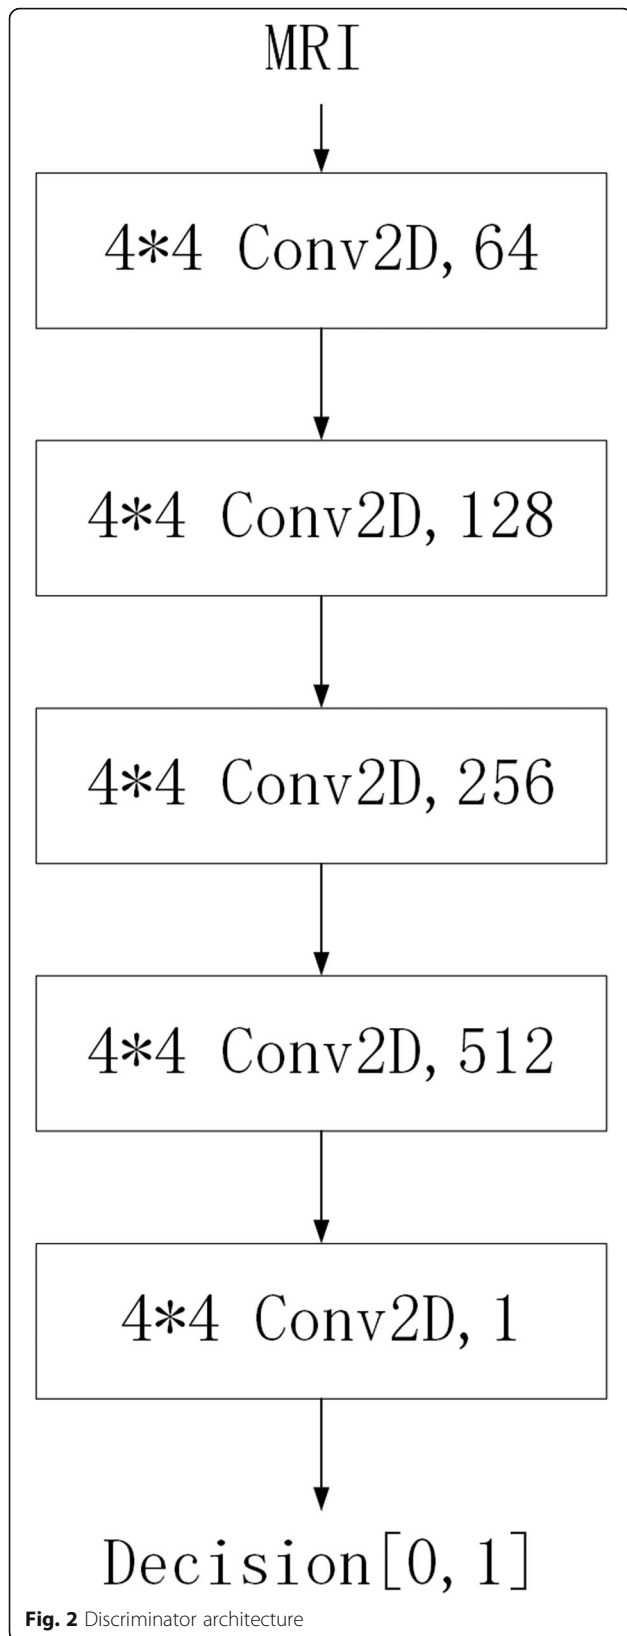 MRI
4*4 Conv2D, 64
4*4 Conv2D, 128
4*4 Conv2D, 256
4*4 Conv2D, 512
4*4 Conv2D, 1
Decision[0, 1]
Fig. 2 Discriminator architecture